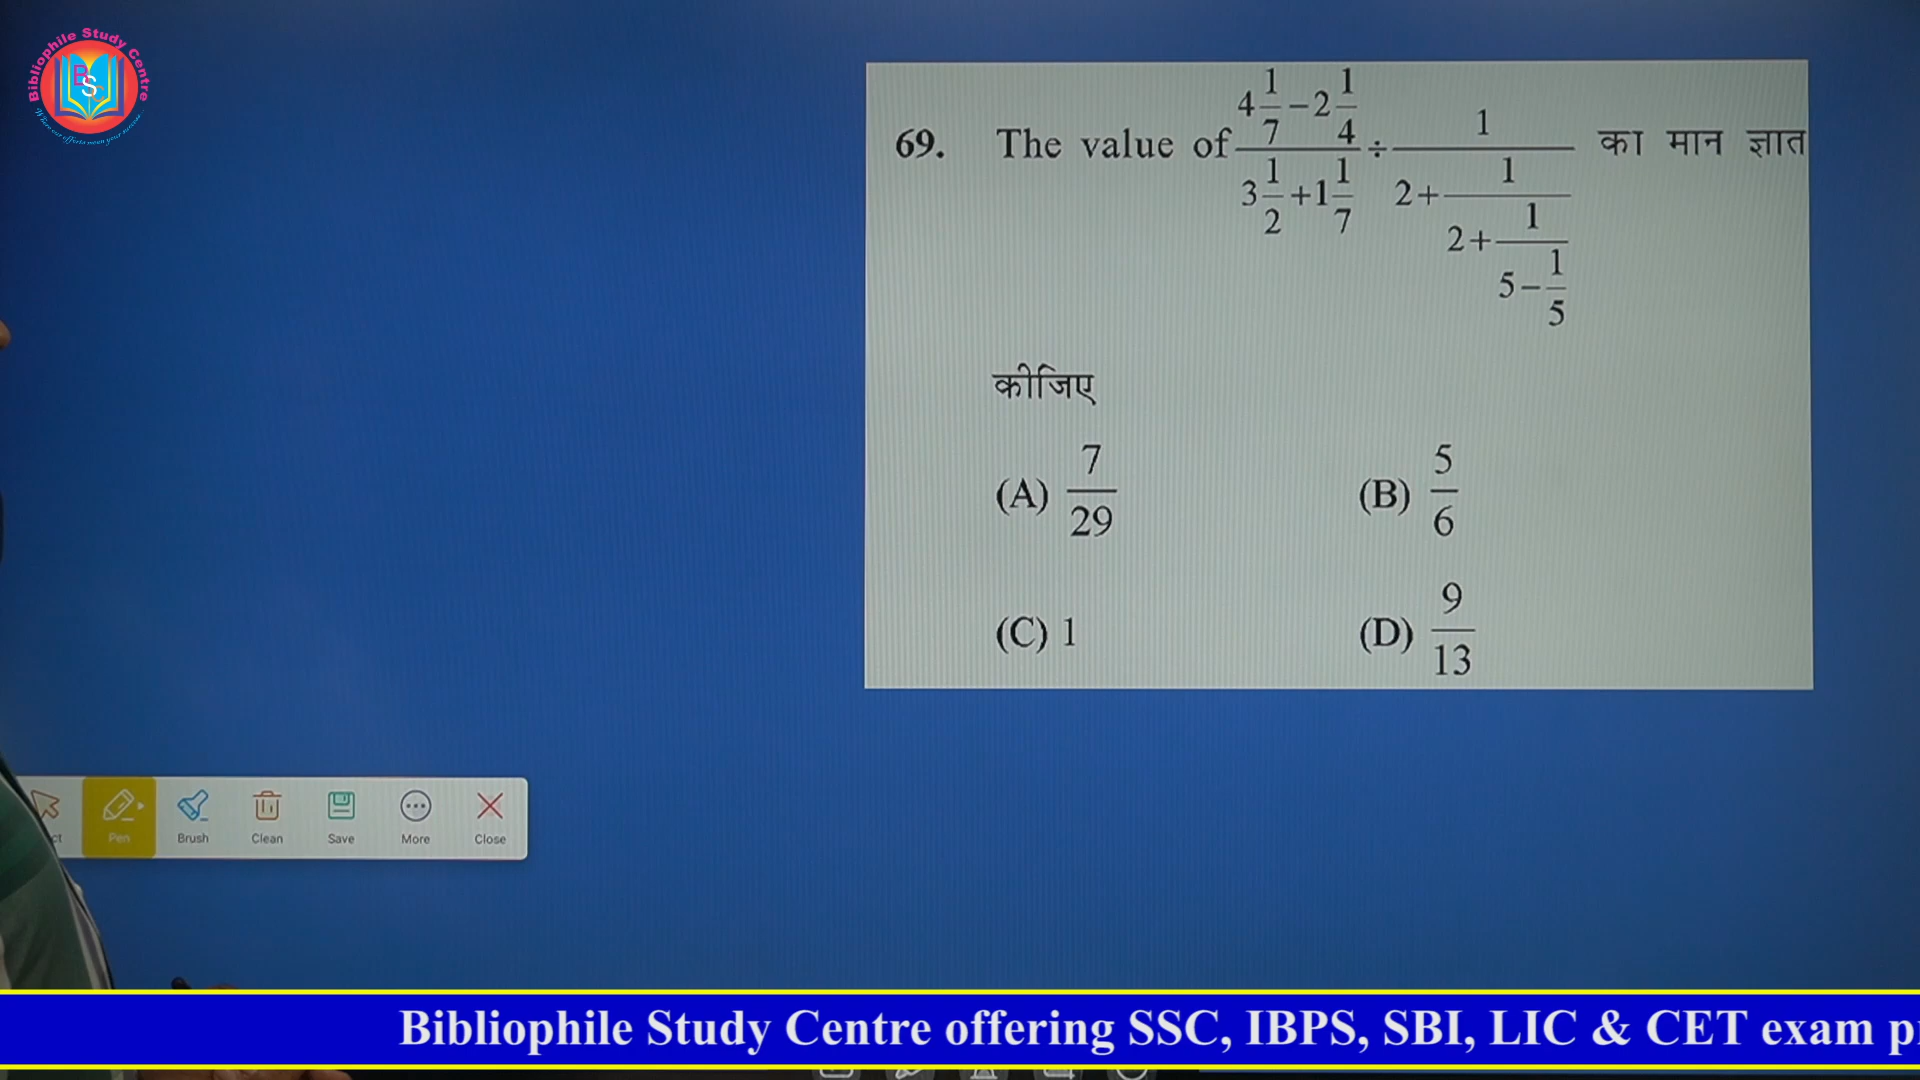 Bibliophile Study Centre
BSC
69. The value of (4 1/7 − 2 1/4)/(3 1/2 + 1 1/7) ÷ 1/(2+1/(2+1/(5−1/5))) का मान ज्ञात
कीजिए
(A) 7/29 (B) 5/6
(C) 1 (D) 9/13
Pen Brush Clean Save More Close
Bibliophile Study Centre offering SSC, IBPS, SBI, LIC & CET exam